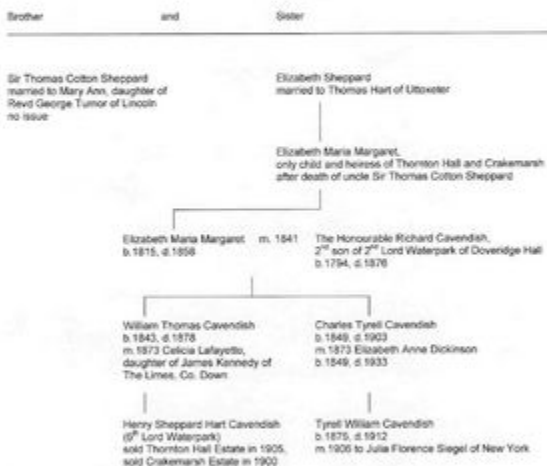 Brother and Sister
Sir Thomas Cotton Sheppard
married to Mary Ann, daughter of
Revd George Turnor of Lincoln
no issue
Elizabeth Sheppard
married to Thomas Hart of Uttoxeter
Elizabeth Maria Margaret,
only child and heiress of Thornton Hall and Crakemarsh
after death of uncle Sir Thomas Cotton Sheppard
Elizabeth Maria Margaret m. 1841
b.1815, d.1858
The Honourable Richard Cavendish,
2nd son of 2nd Lord Waterpark of Doveridge Hall
b.1794, d.1876
William Thomas Cavendish
b.1843, d.1878
m.1873 Celicia Lafayette,
daughter of James Kennedy of
The Limes, Co. Down
Charles Tyrell Cavendish
b.1849, d.1903
m.1873 Elizabeth Anne Dickinson
b.1849, d.1933
Henry Sheppard Hart Cavendish
(6th Lord Waterpark)
sold Thornton Hall Estate in 1905,
sold Crakemarsh Estate in 1900
Tyrell William Cavendish
b.1875, d.1912
m.1906 to Julia Florence Siegel of New York